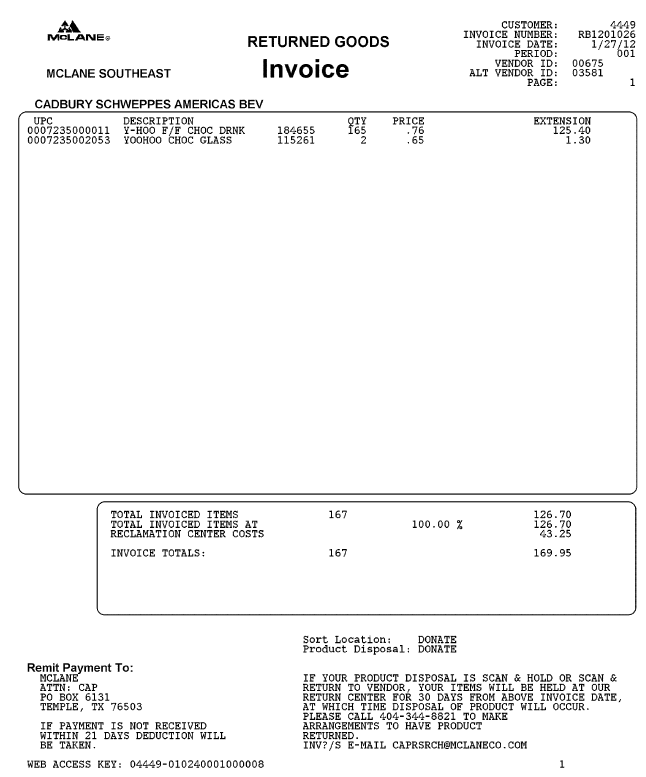 McLANE®
RETURNED GOODS
Invoice
MCLANE SOUTHEAST
CUSTOMER: 4449
INVOICE NUMBER: RB1201026
INVOICE DATE: 1/27/12
PERIOD: 001
VENDOR ID: 00675
ALT VENDOR ID: 03581
PAGE: 1
CADBURY SCHWEPPES AMERICAS BEV
UPC DESCRIPTION QTY PRICE EXTENSION
0007235000011 Y-HOO F/F CHOC DRNK 184655 165 .76 125.40
0007235002053 YOOHOO CHOC GLASS 115261 2 .65 1.30
TOTAL INVOICED ITEMS 167 126.70
TOTAL INVOICED ITEMS AT 100.00 % 126.70
RECLAMATION CENTER COSTS 43.25
INVOICE TOTALS: 167 169.95
Sort Location: DONATE
Product Disposal: DONATE
Remit Payment To:
MCLANE
ATTN: CAP
PO BOX 6131
TEMPLE, TX 76503
IF PAYMENT IS NOT RECEIVED
WITHIN 21 DAYS DEDUCTION WILL
BE TAKEN.
IF YOUR PRODUCT DISPOSAL IS SCAN & HOLD OR SCAN &
RETURN TO VENDOR, YOUR ITEMS WILL BE HELD AT OUR
RETURN CENTER FOR 30 DAYS FROM ABOVE INVOICE DATE,
AT WHICH TIME DISPOSAL OF PRODUCT WILL OCCUR.
PLEASE CALL 404-344-8821 TO MAKE
ARRANGEMENTS TO HAVE PRODUCT
RETURNED.
INV?/S E-MAIL CAPRSRCH@MCLANECO.COM
WEB ACCESS KEY: 04449-010240001000008 1